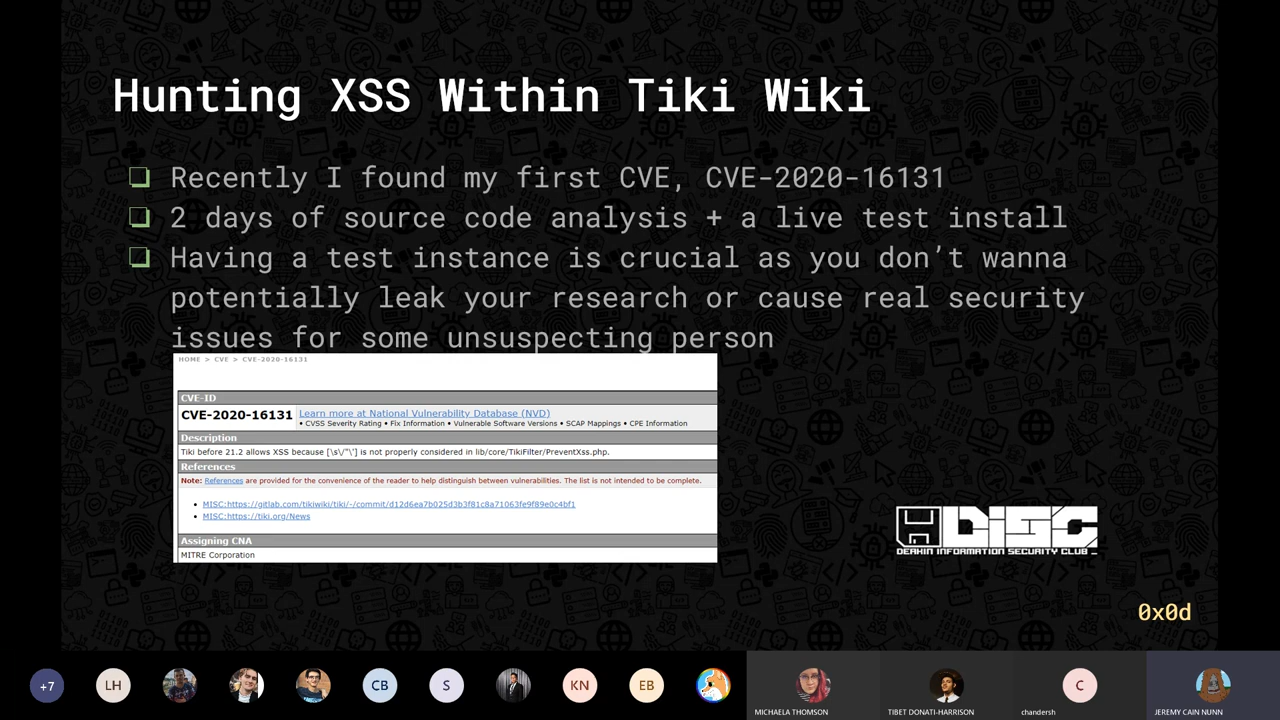 Hunting XSS Within Tiki Wiki
❏ Recently I found my first CVE, CVE-2020-16131
❏ 2 days of source code analysis + a live test install
❏ Having a test instance is crucial as you don’t wanna
potentially leak your research or cause real security
issues for some unsuspecting person
HOME > CVE > CVE-2020-16131
CVE-ID
CVE-2020-16131 Learn more at National Vulnerability Database (NVD)
• CVSS Severity Rating • Fix Information • Vulnerable Software Versions • SCAP Mappings • CPE Information
Description
Tiki before 21.2 allows XSS because [\s\/"\'] is not properly considered in lib/core/TikiFilter/PreventXss.php.
References
Note: References are provided for the convenience of the reader to help distinguish between vulnerabilities. The list is not intended to be complete.
• MISC:https://gitlab.com/tikiwiki/tiki/-/commit/d12d6ea7b025d3b3f81c8a71063fe9f89e0c4bf1
• MISC:https://tiki.org/News
Assigning CNA
MITRE Corporation
DISC
DEAKIN INFORMATION SECURITY CLUB _
0x0d
+7 LH CB S KN EB C
MICHAELA THOMSON TIBET DONATI-HARRISON chandersh JEREMY CAIN NUNN